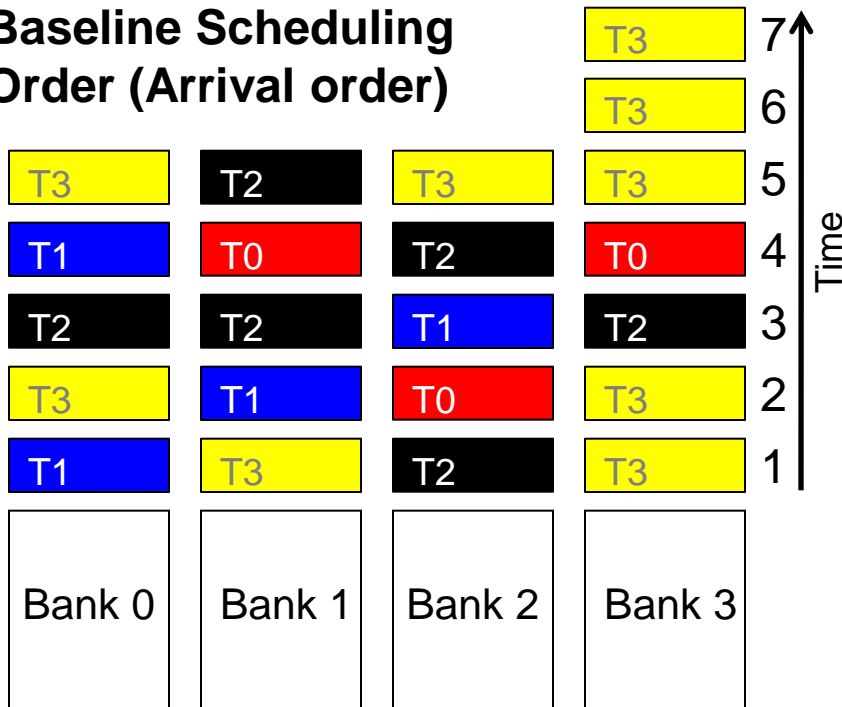 Baseline Scheduling
Order (Arrival order)
T3 7
T3 6
T3 T2 T3 T3 5
T1 T0 T2 T0 4
T2 T2 T1 T2 3
T3 T1 T0 T3 2
T1 T3 T2 T3 1
Time
Bank 0 Bank 1 Bank 2 Bank 3